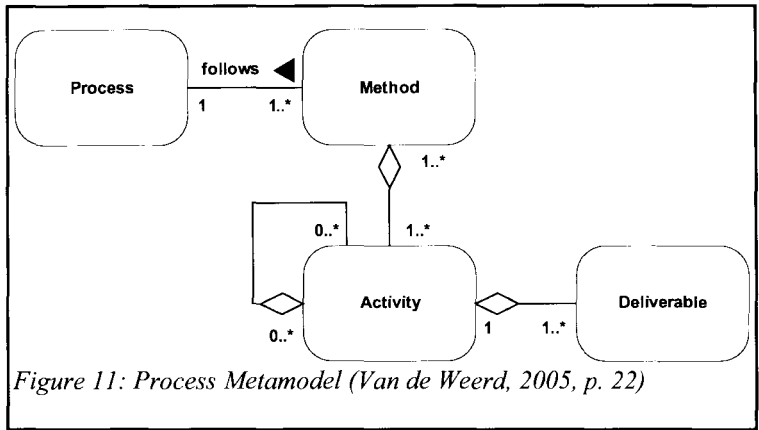 Process
follows ◀
Method
1
1..*
1..*
0..*
1..*
Activity
Deliverable
0..*
1
1..*
Figure 11: Process Metamodel (Van de Weerd, 2005, p. 22)